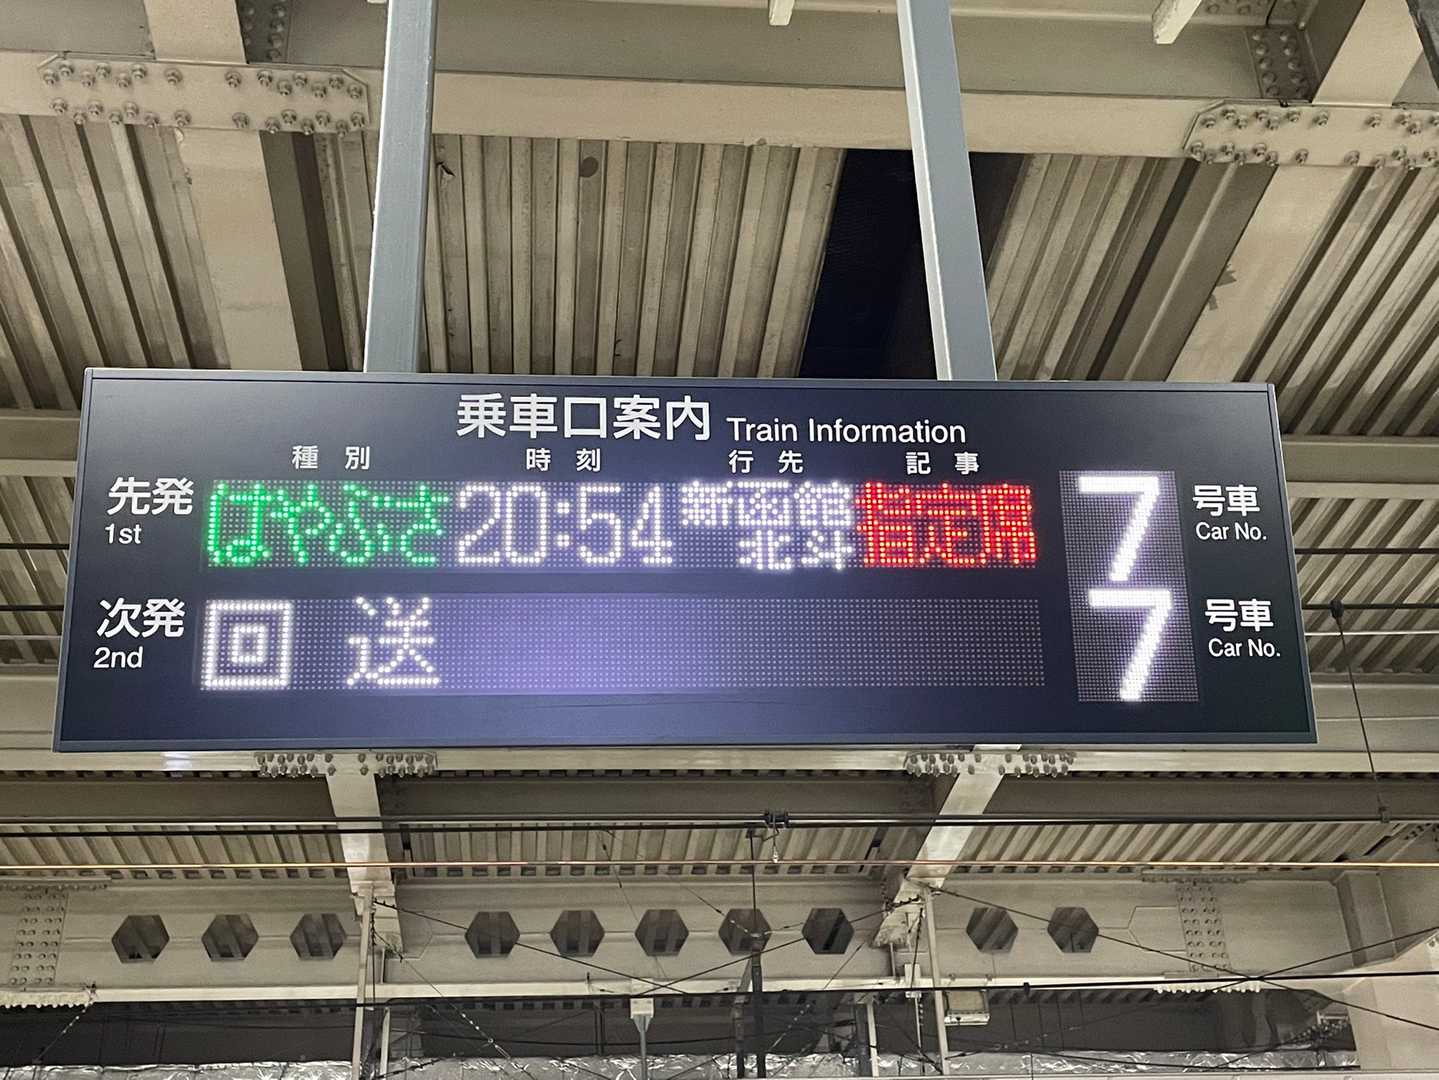 乗車口案内 Train Information
種別 時刻 行先 記事
先発 はやぶさ 20:54 新函館北斗 指定席 7 号車
1st Car No.
次発 回送 7 号車
2nd Car No.